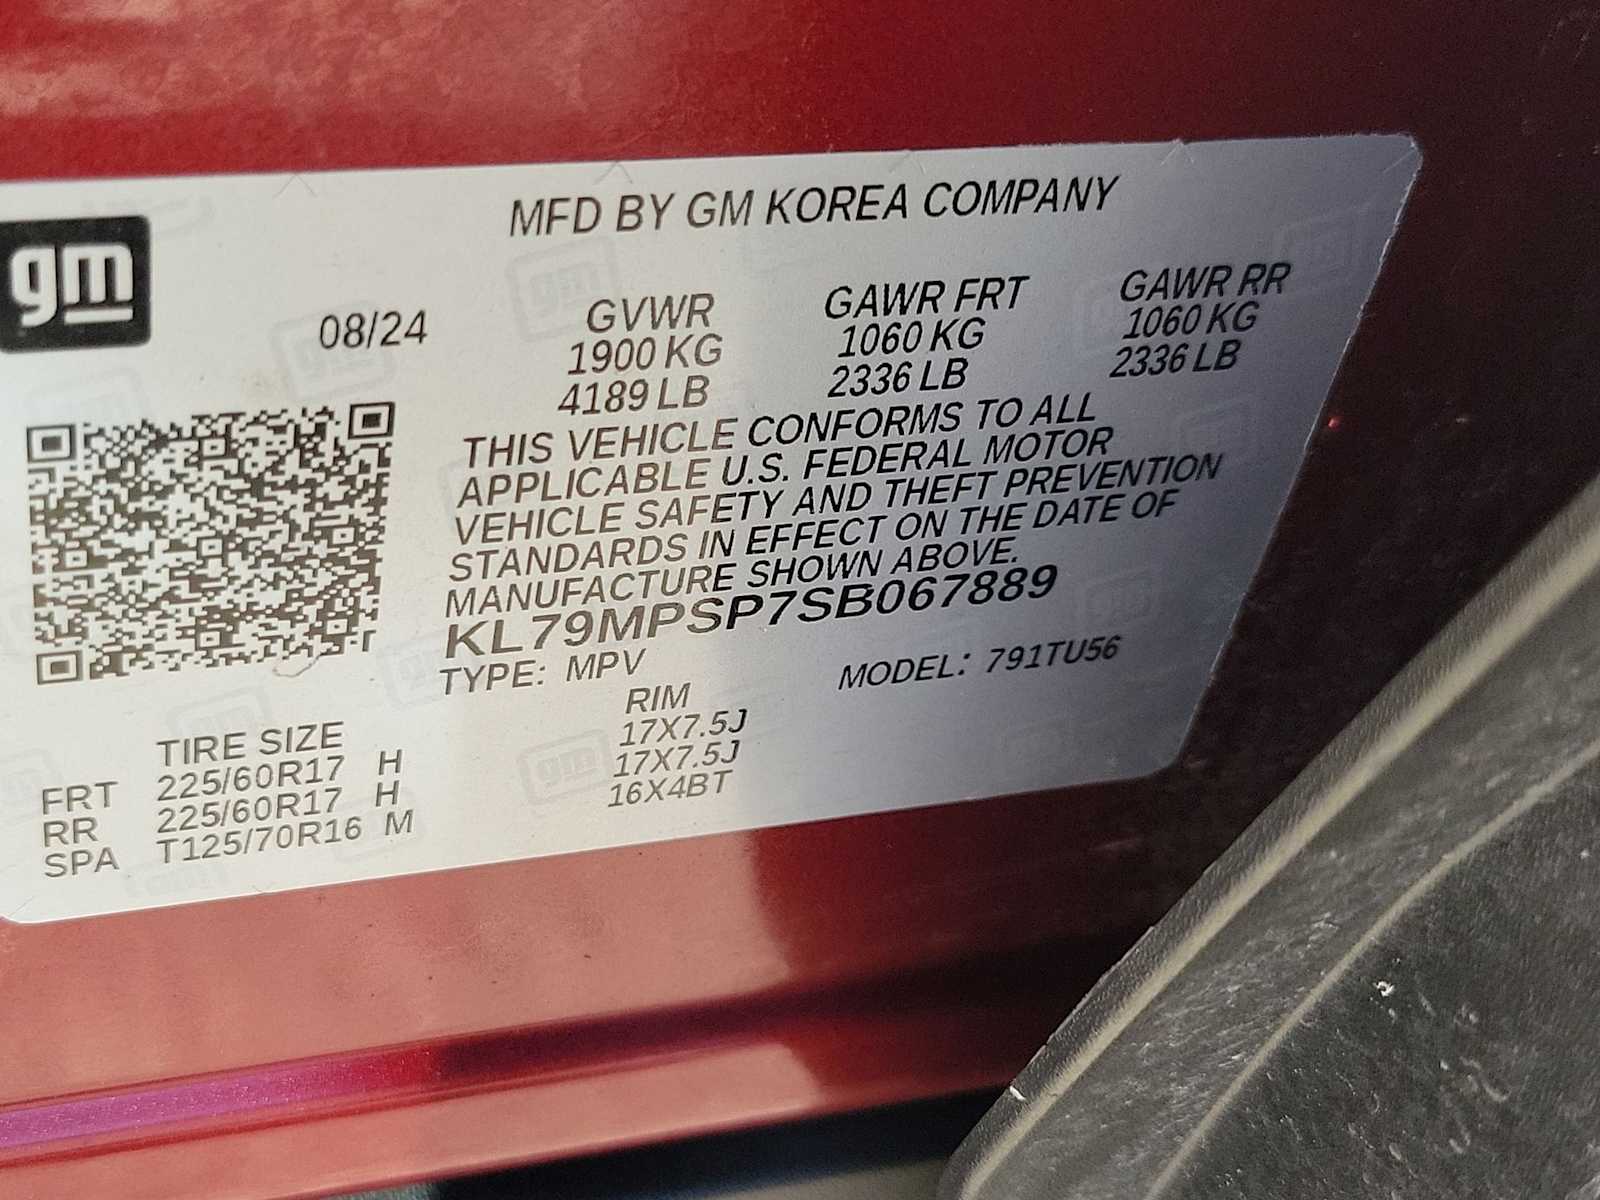 MFD BY GM KOREA COMPANY
gm
08/24
GVWR GAWR FRT GAWR RR
1900 KG 1060 KG 1060 KG
4189 LB 2336 LB 2336 LB
THIS VEHICLE CONFORMS TO ALL
APPLICABLE U.S. FEDERAL MOTOR
VEHICLE SAFETY AND THEFT PREVENTION
STANDARDS IN EFFECT ON THE DATE OF
MANUFACTURE SHOWN ABOVE.
KL79MPSP7SB067889
TYPE: MPV MODEL: 791TU56
TIRE SIZE RIM
FRT 225/60R17 H 17X7.5J
RR 225/60R17 H 17X7.5J
SPA T125/70R16 M 16X4BT